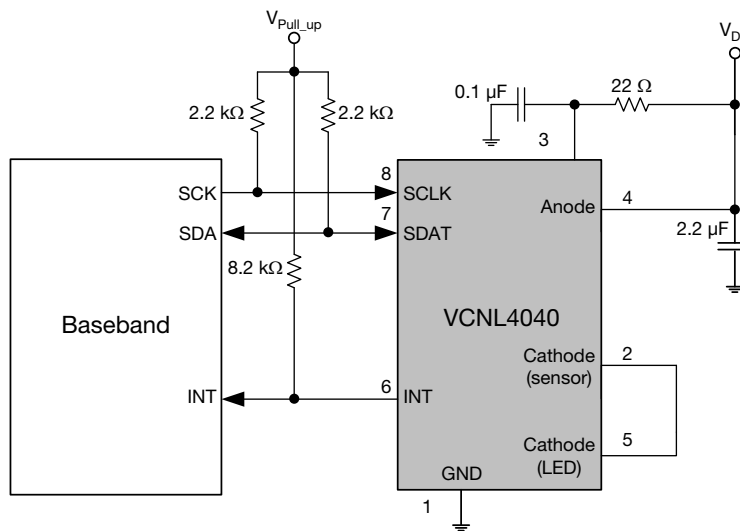 VPull_up
VD
0.1 µF
22 Ω
2.2 kΩ
2.2 kΩ
3
8
SCK
SCLK
Anode
4
7
SDA
SDAT
2.2 µF
8.2 kΩ
Baseband
VCNL4040
Cathode
(sensor)
2
6
INT
INT
Cathode
(LED)
5
GND
1